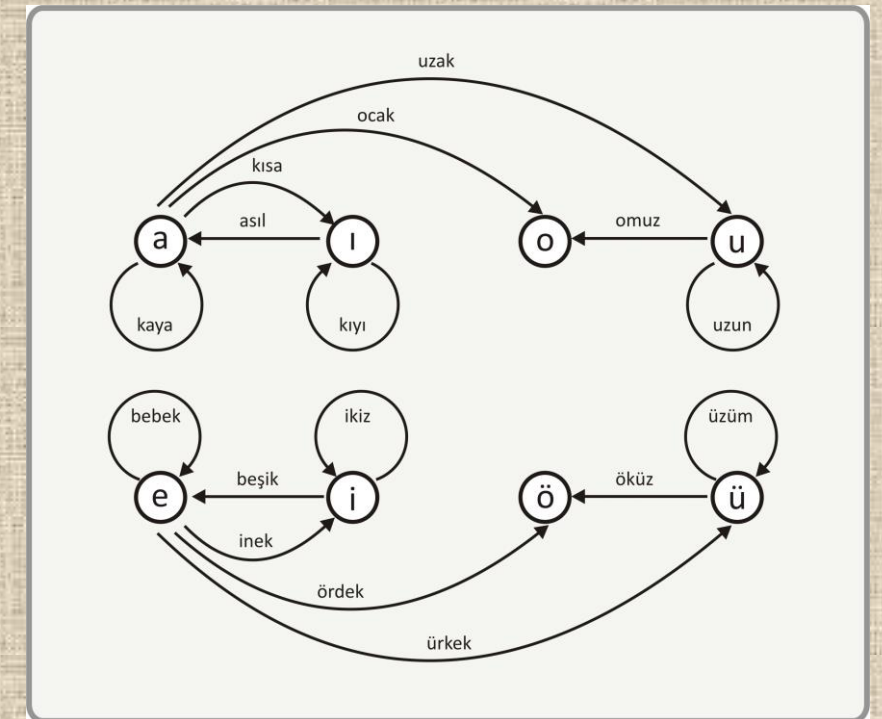 uzak
ocak
kısa
asıl
omuz
a
ı
o
u
kaya
kıyı
uzun
bebek
ikiz
üzüm
beşik
öküz
e
i
ö
ü
inek
ördek
ürkek